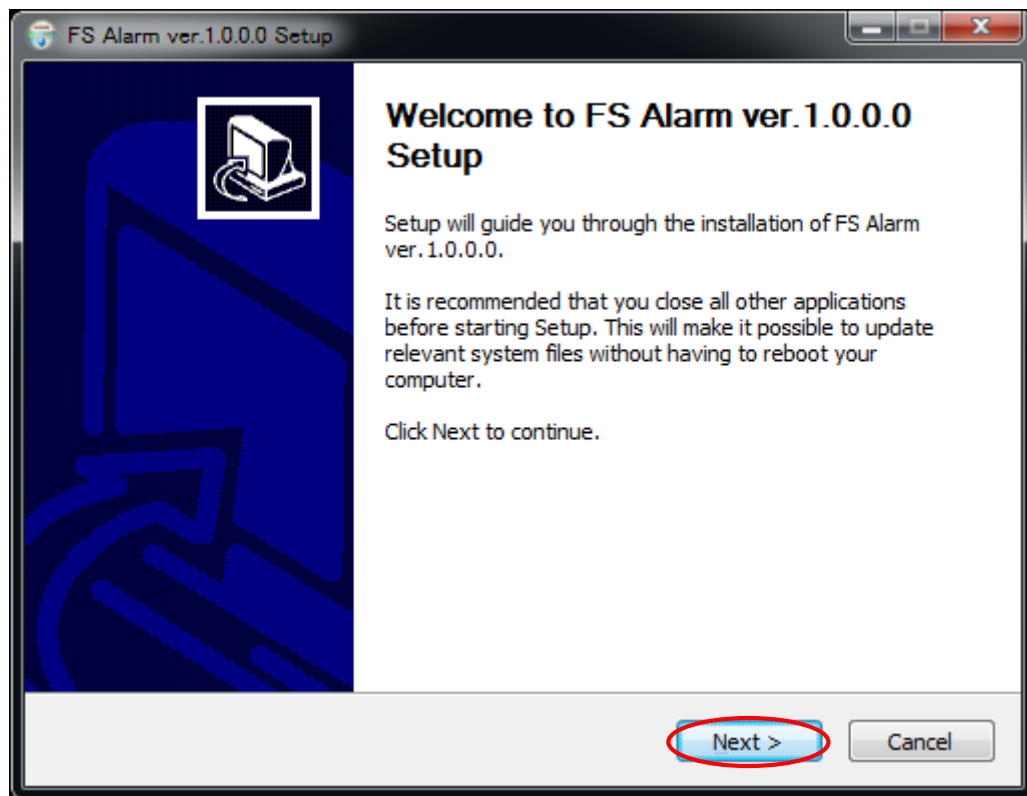 FS Alarm ver.1.0.0.0 Setup
Welcome to FS Alarm ver.1.0.0.0
Setup
Setup will guide you through the installation of FS Alarm
ver.1.0.0.0.
It is recommended that you close all other applications
before starting Setup. This will make it possible to update
relevant system files without having to reboot your
computer.
Click Next to continue.
Next >
Cancel